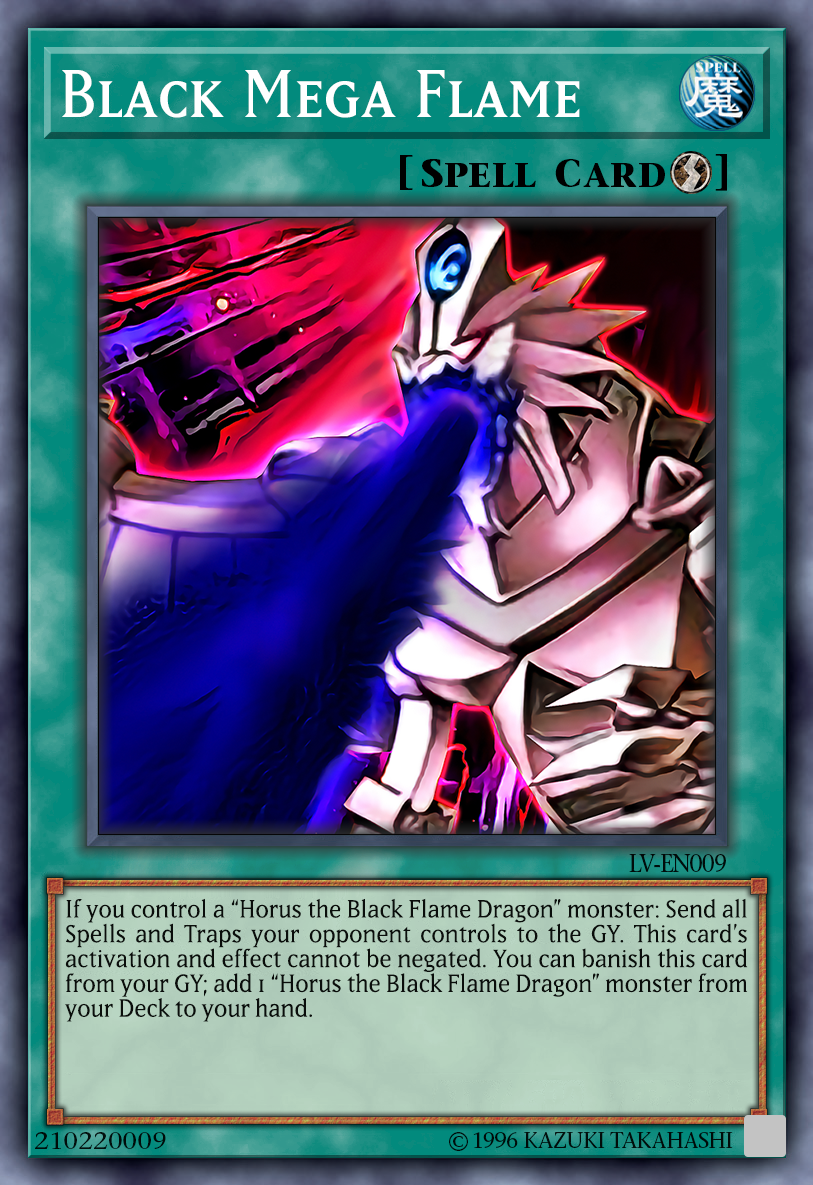 BLACK MEGA FLAME
SPELL
魔
[SPELL CARD]
LV-EN009
If you control a “Horus the Black Flame Dragon” monster: Send all
Spells and Traps your opponent controls to the GY. This card’s
activation and effect cannot be negated. You can banish this card
from your GY; add 1 “Horus the Black Flame Dragon” monster from
your Deck to your hand.
210220009
© 1996 KAZUKI TAKAHASHI